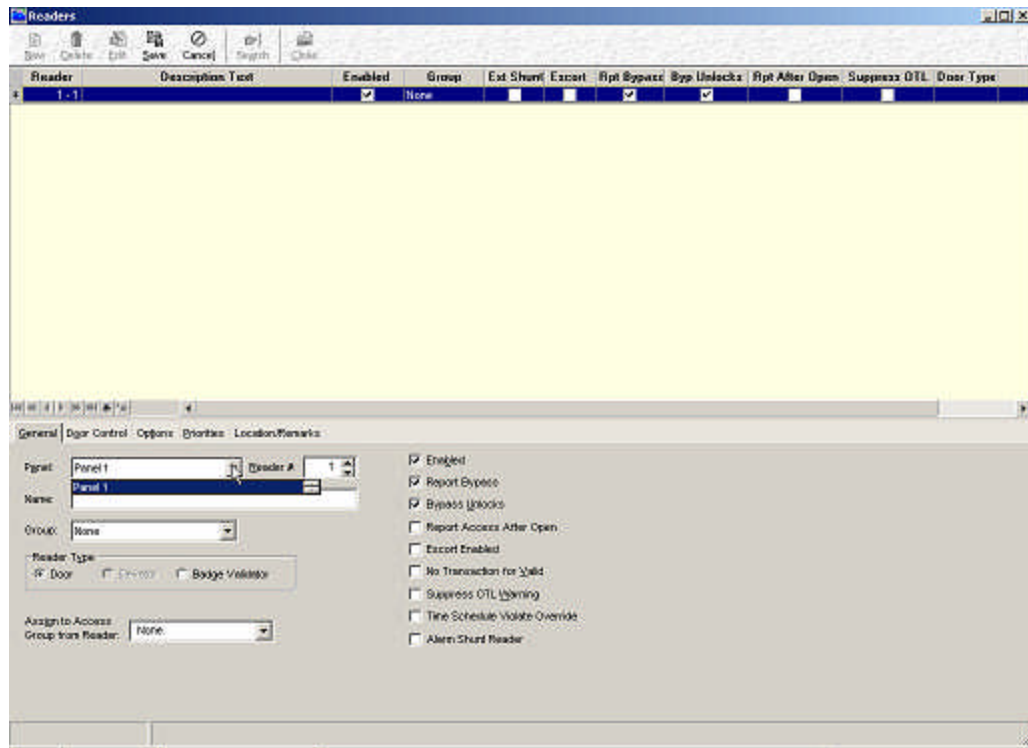 Readers
New Delete Edit Save Cancel Search Close
Reader Description Text Enabled Group Ext Shunt Escort Rpt Bypass Byp Unlocks Rpt After Open Suppress OTL Door Type
1 - 1 None
General Door Control Options Priorities Location/Remarks
Panel: Panel 1 Reader # 1
Panel 1
Name:
Group: None
Reader Type
Door Elevator Badge Validator
Assign to Access
Group from Reader: None
Enabled
Report Bypass
Bypass Unlocks
Report Access After Open
Escort Enabled
No Transaction for Valid
Suppress OTL Warning
Time Schedule Violate Override
Alarm Shunt Reader